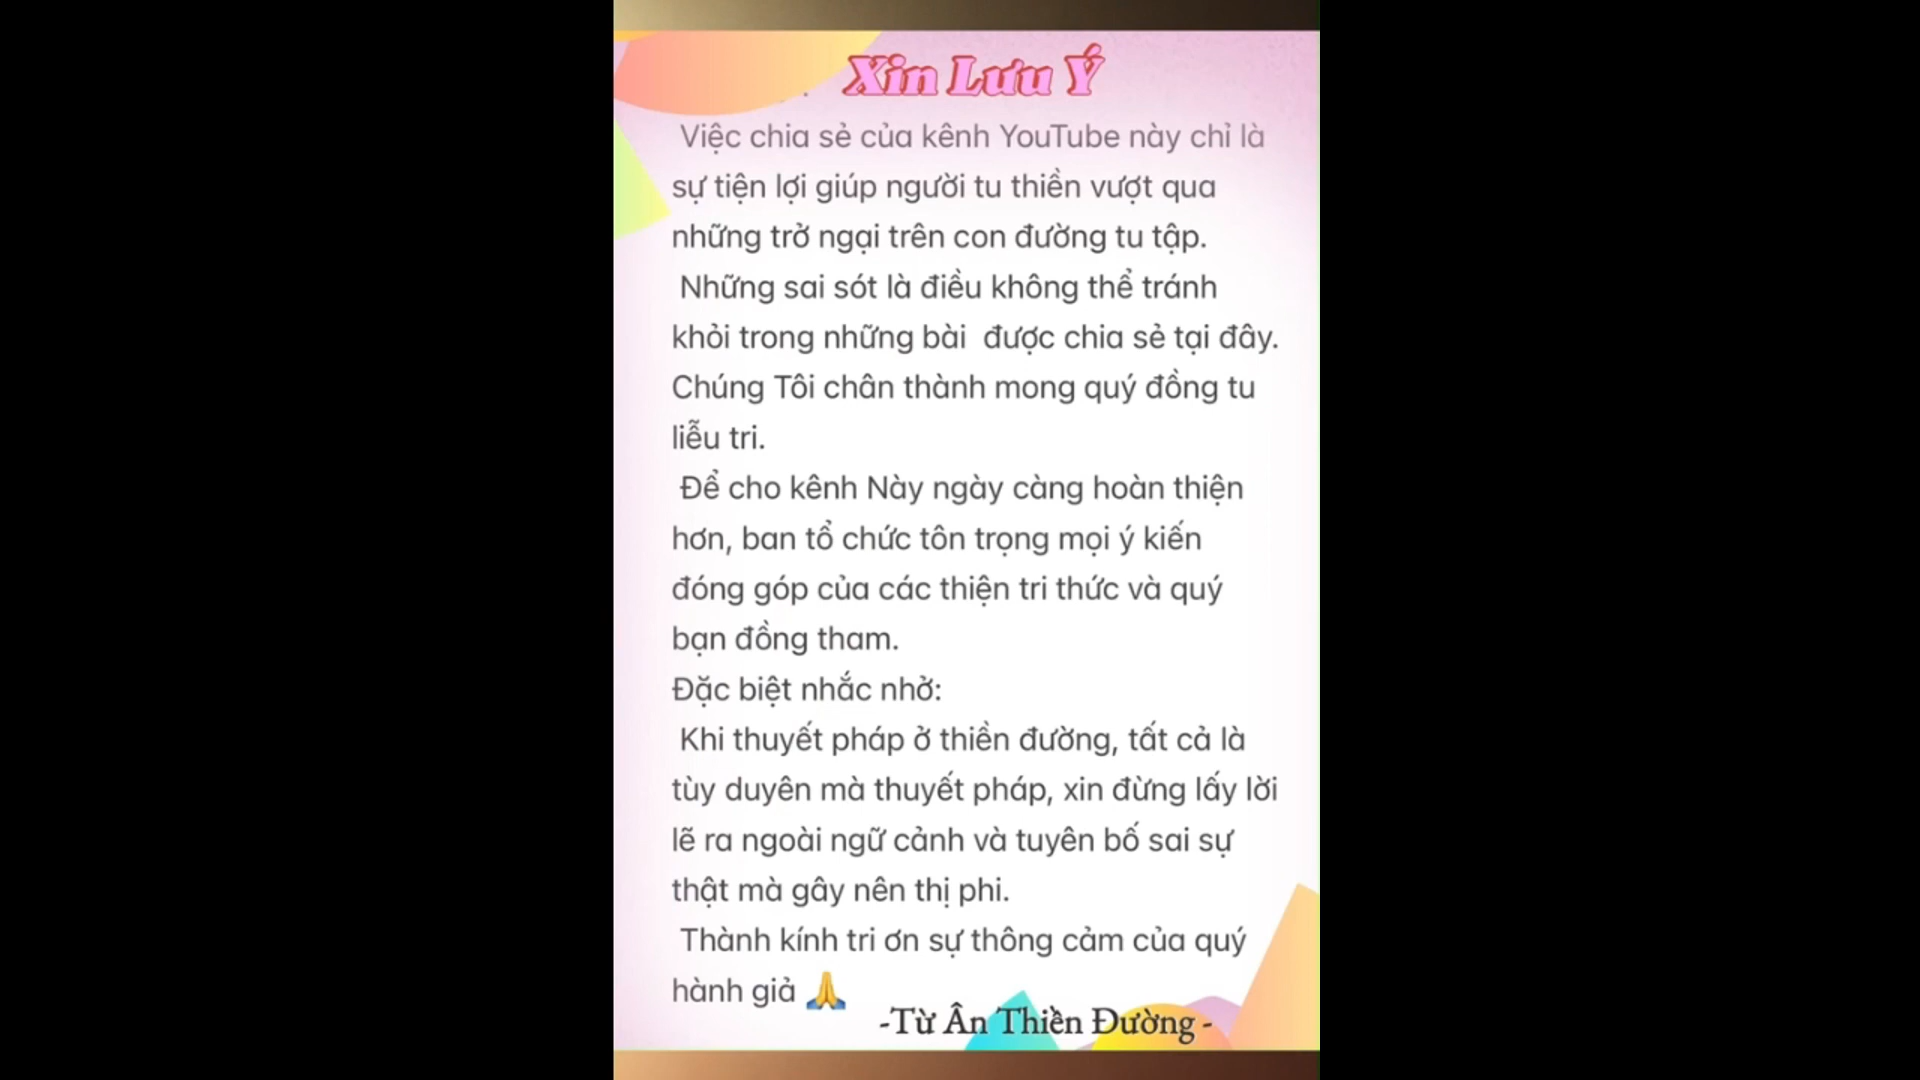 Xin Lưu Ý
Việc chia sẻ của kênh YouTube này chỉ là
sự tiện lợi giúp người tu thiền vượt qua
những trở ngại trên con đường tu tập.
Những sai sót là điều không thể tránh
khỏi trong những bài được chia sẻ tại đây.
Chúng Tôi chân thành mong quý đồng tu
liễu tri.
Để cho kênh Này ngày càng hoàn thiện
hơn, ban tổ chức tôn trọng mọi ý kiến
đóng góp của các thiện tri thức và quý
bạn đồng tham.
Đặc biệt nhắc nhở:
Khi thuyết pháp ở thiền đường, tất cả là
tùy duyên mà thuyết pháp, xin đừng lấy lời
lẽ ra ngoài ngữ cảnh và tuyên bố sai sự
thật mà gây nên thị phi.
Thành kính tri ơn sự thông cảm của quý
hành giả 🙏
-Từ Ân Thiền Đường -